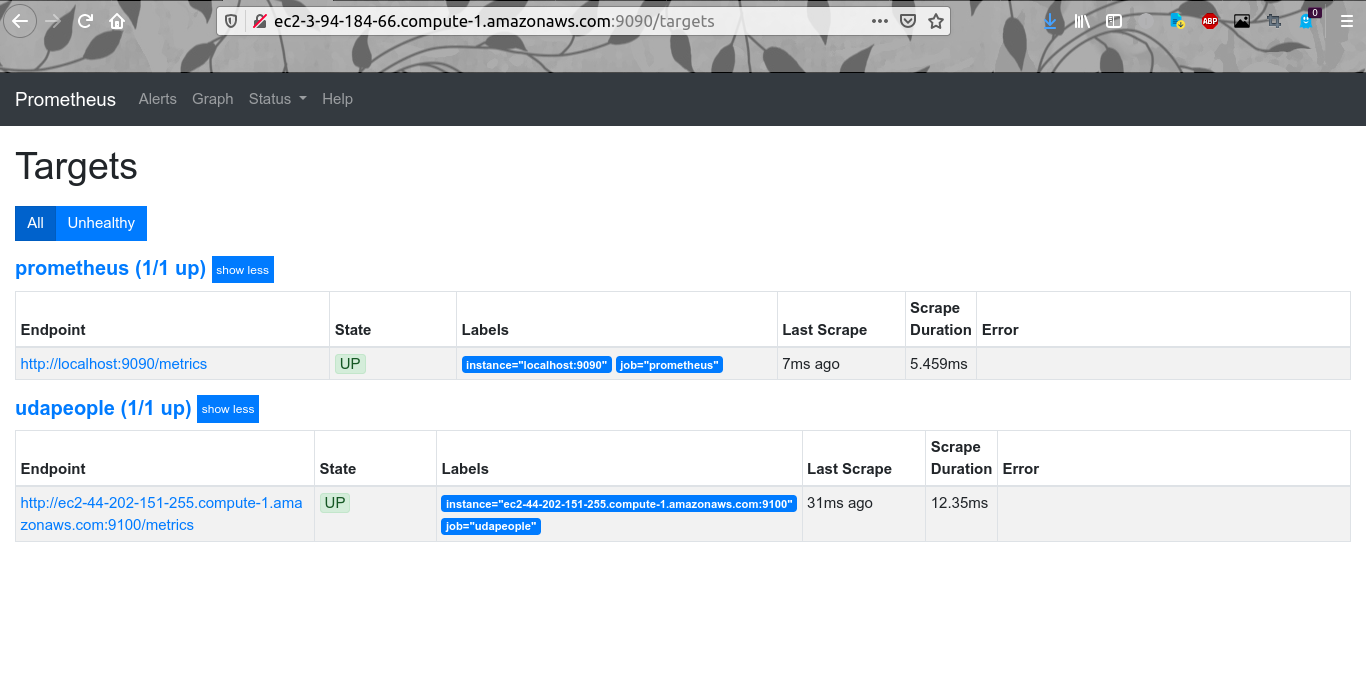 ec2-3-94-184-66.compute-1.amazonaws.com:9090/targets
ABP
0
Prometheus Alerts Graph Status Help
Targets
All Unhealthy
prometheus (1/1 up) show less
Endpoint State Labels Last Scrape Scrape Duration Error
http://localhost:9090/metrics UP instance="localhost:9090" job="prometheus" 7ms ago 5.459ms
udapeople (1/1 up) show less
Endpoint State Labels Last Scrape Scrape Duration Error
http://ec2-44-202-151-255.compute-1.ama UP instance="ec2-44-202-151-255.compute-1.amazonaws.com:9100" 31ms ago 12.35ms
zonaws.com:9100/metrics job="udapeople"